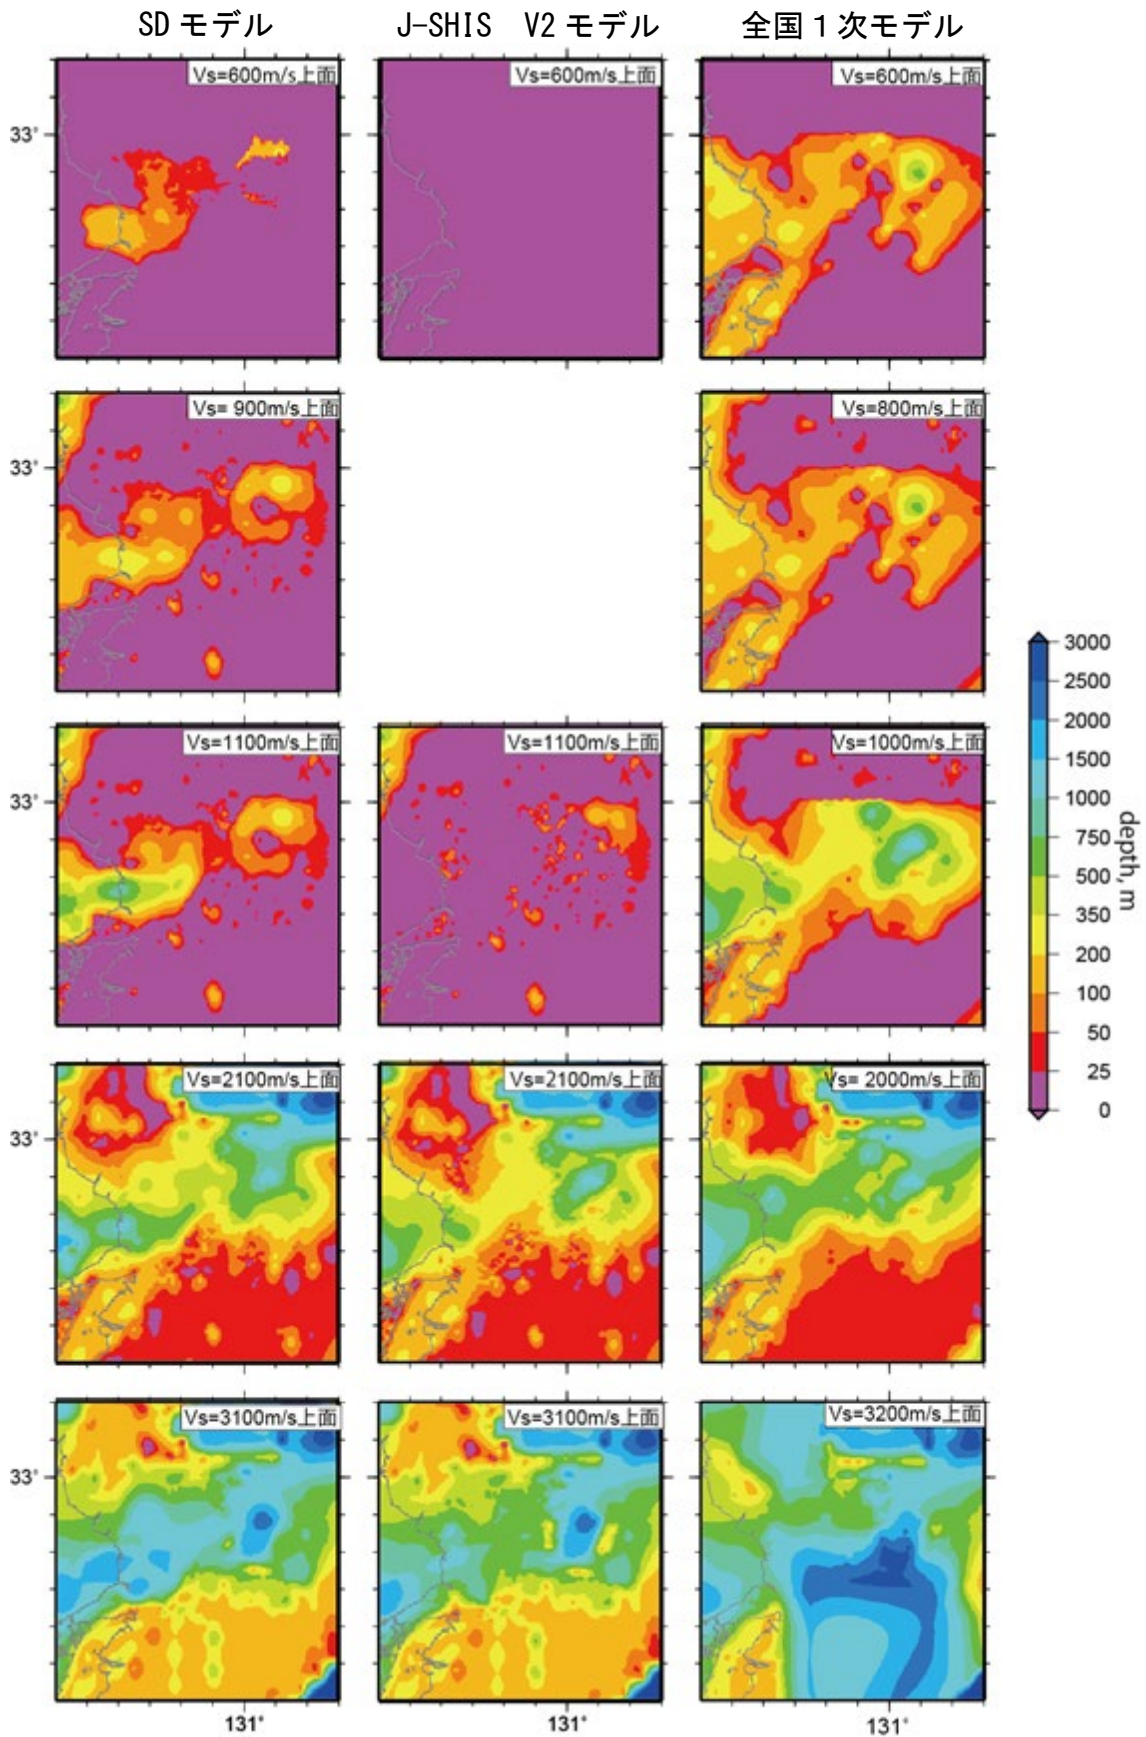 SD モデル
J-SHIS　V2 モデル
全国１次モデル
Vs=600m/s上面
Vs=600m/s上面
Vs=600m/s上面
33°
Vs= 900m/s上面
Vs=800m/s上面
33°
Vs=1100m/s上面
Vs=1100m/s上面
Vs=1000m/s上面
33°
Vs=2100m/s上面
Vs=2100m/s上面
Vs= 2000m/s上面
33°
Vs=3100m/s上面
Vs=3100m/s上面
Vs=3200m/s上面
33°
131°
131°
131°
3000
2500
2000
1500
1000
750
500
350
200
100
50
25
0
depth, m